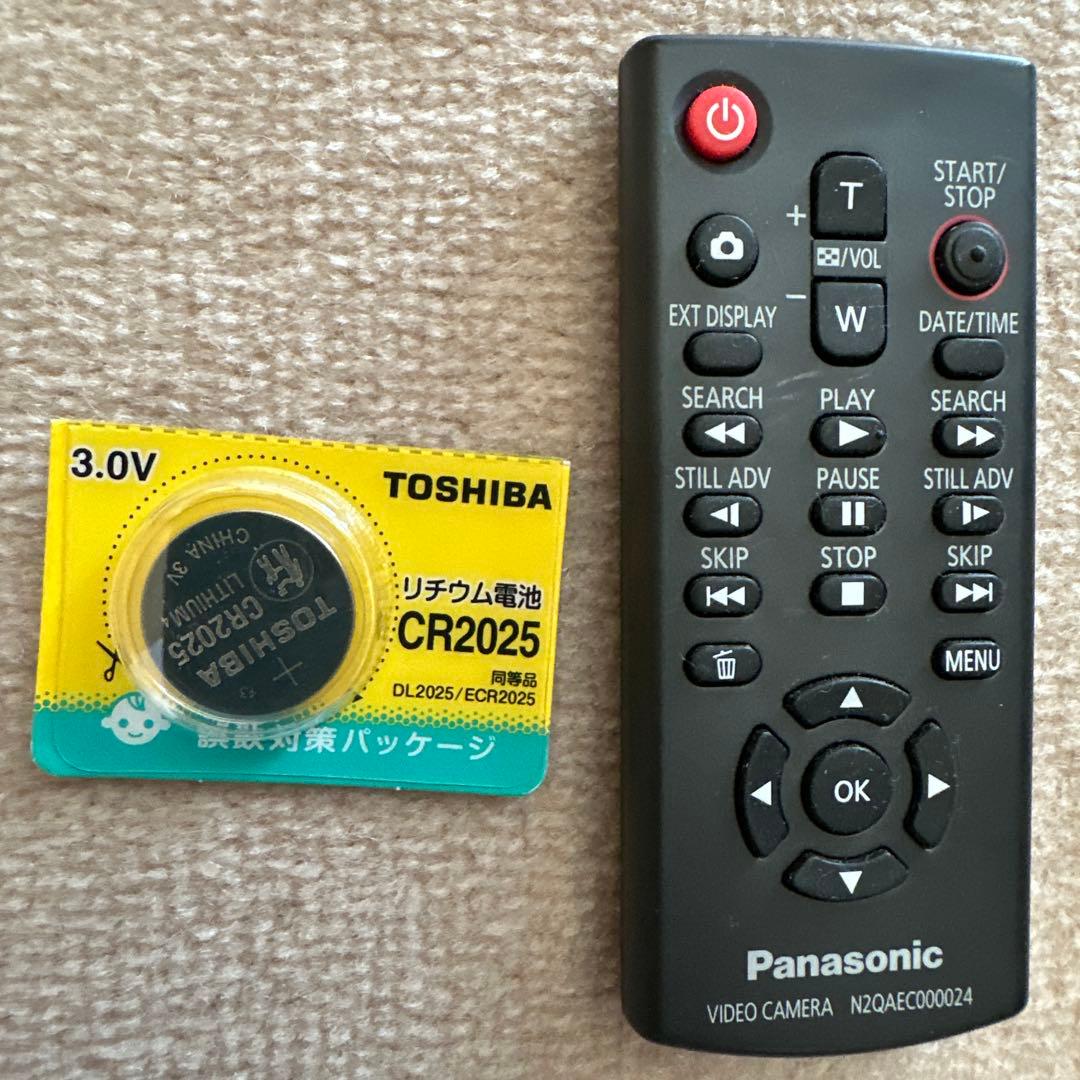 3.0V
TOSHIBA
リチウム電池
CR2025
同等品
DL2025/ECR2025
誤飲対策パッケージ
TOSHIBA
CR2025
LITHIUM
CHINA 3V
+
START/
STOP
T
+
/VOL
−
W
EXT DISPLAY
DATE/TIME
SEARCH PLAY SEARCH
STILL ADV PAUSE STILL ADV
SKIP STOP SKIP
MENU
OK
Panasonic
VIDEO CAMERA N2QAEC000024